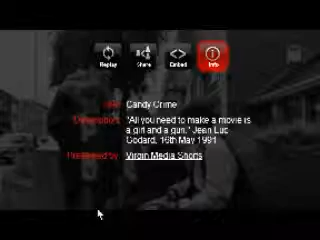 Replay Share Embed Info
Title: Candy Crime
Description: "All you need to make a movie is
a girl and a gun." Jean Luc
Godard, 16th May 1991
Presented by: Virgin Media Shorts